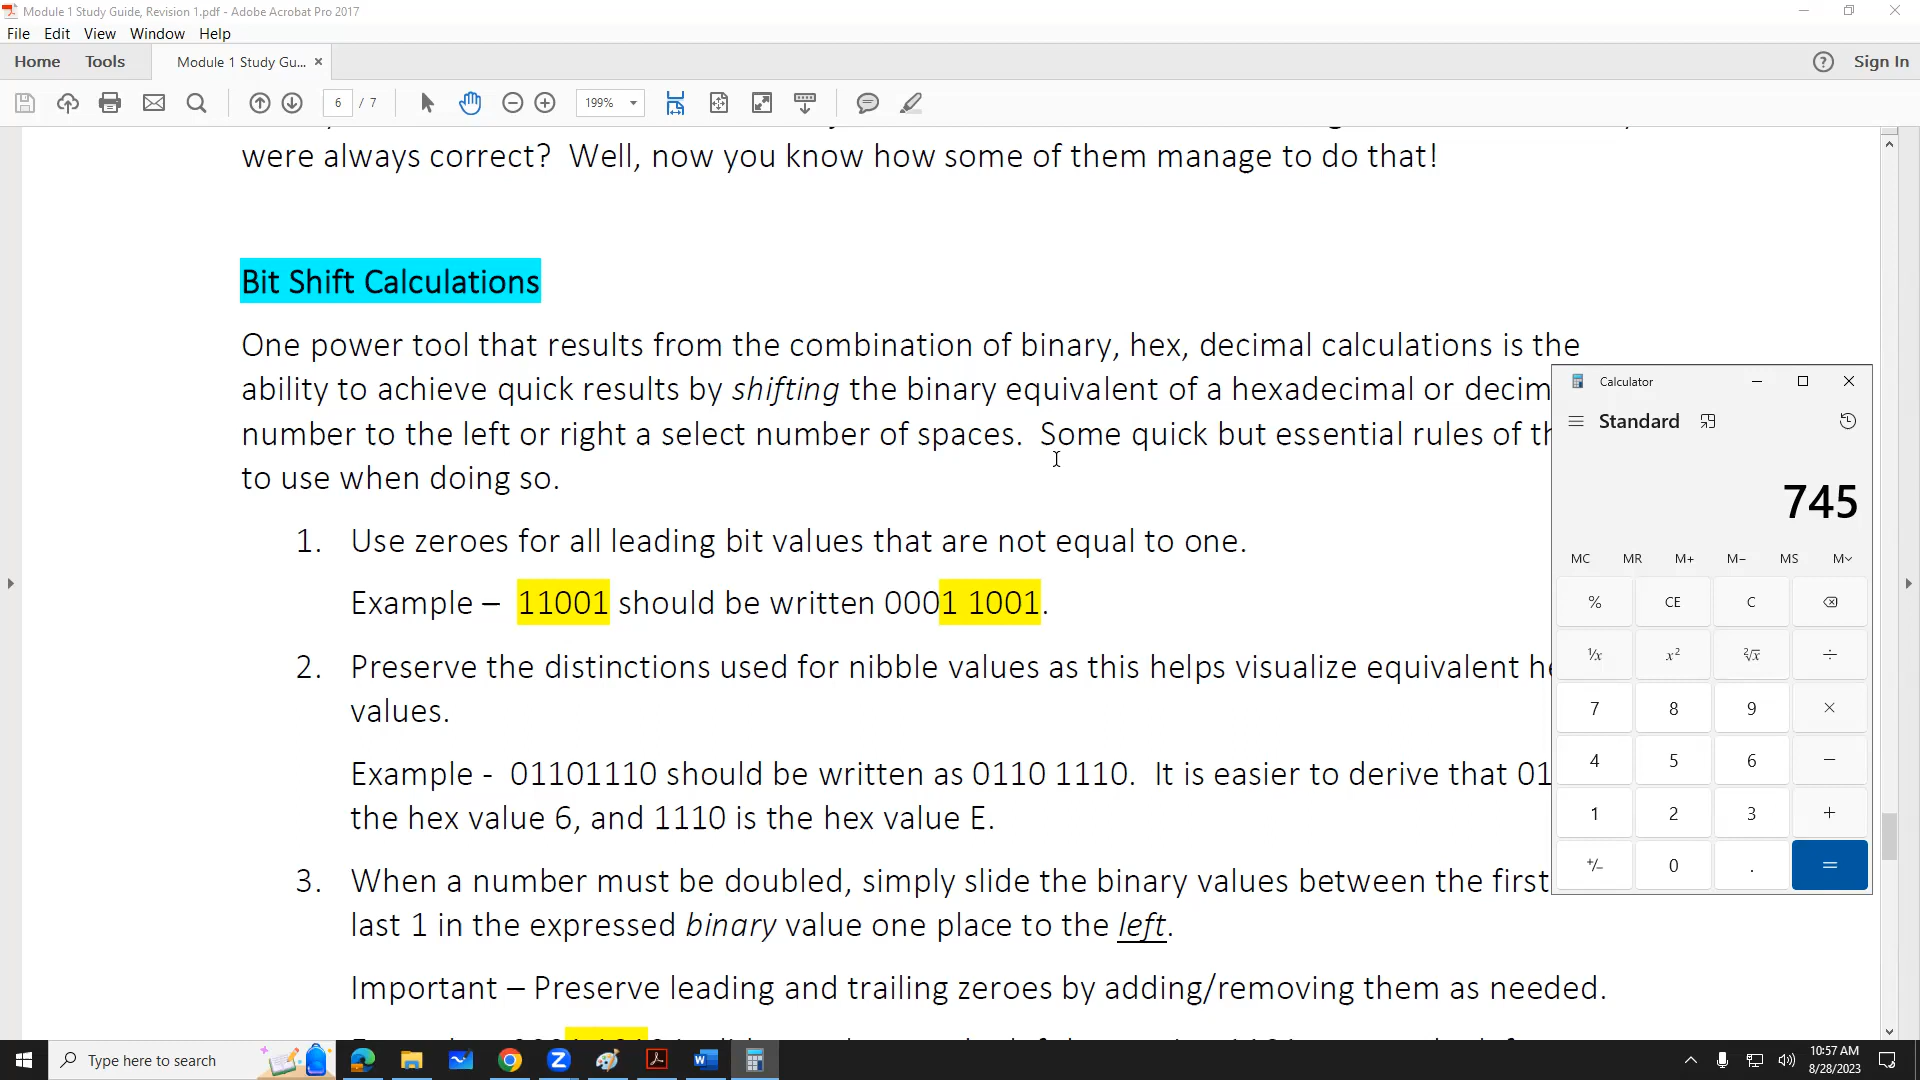 Module 1 Study Guide, Revision 1.pdf - Adobe Acrobat Pro 2017
File Edit View Window Help
Home Tools Module 1 Study Gu... × Sign In
6 / 7 199%
were always correct? Well, now you know how some of them manage to do that!
Bit Shift Calculations
One power tool that results from the combination of binary, hex, decimal calculations is the
ability to achieve quick results by shifting the binary equivalent of a hexadecimal or decim
number to the left or right a select number of spaces. Some quick but essential rules of th
to use when doing so.
1. Use zeroes for all leading bit values that are not equal to one.
Example – 11001 should be written 0001 1001.
2. Preserve the distinctions used for nibble values as this helps visualize equivalent he
values.
Example - 01101110 should be written as 0110 1110. It is easier to derive that 01
the hex value 6, and 1110 is the hex value E.
3. When a number must be doubled, simply slide the binary values between the first
last 1 in the expressed binary value one place to the left.
Important – Preserve leading and trailing zeroes by adding/removing them as needed.
Calculator
Standard
745
MC MR M+ M− MS M˅
% CE C ⌫
¹/x x² ²√x ÷
7 8 9 ×
4 5 6 −
1 2 3 +
+/− 0 . =
Type here to search
10:57 AM
8/28/2023